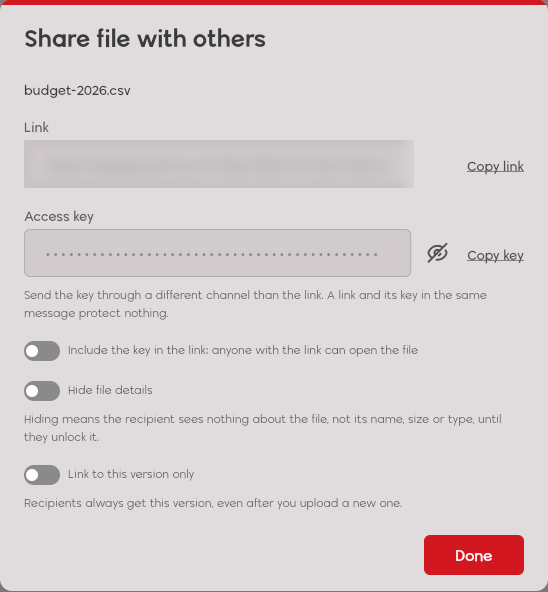 Share file with others
budget-2026.csv
Link
Copy link
Access key
Copy key
Send the key through a different channel than the link. A link and its key in the same
message protect nothing.
Include the key in the link: anyone with the link can open the file
Hide file details
Hiding means the recipient sees nothing about the file, not its name, size or type, until
they unlock it.
Link to this version only
Recipients always get this version, even after you upload a new one.
Done